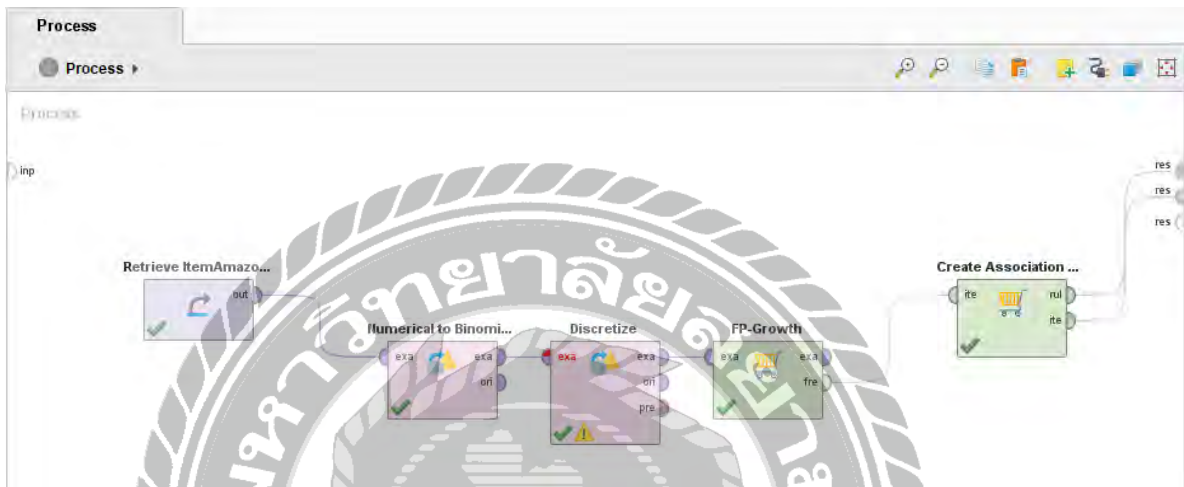 Process
Process
Process
inp
res
res
res
Retrieve ItemAmazo...
out
Numerical to Binomi...
exa
exa
ori
Discretize
exa
exa
ori
pre
FP-Growth
exa
exa
fre
Create Association ...
ite
rul
ite